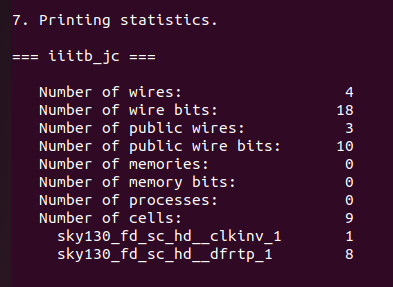 7. Printing statistics.
=== iiitb_jc ===
Number of wires: 4
Number of wire bits: 18
Number of public wires: 3
Number of public wire bits: 10
Number of memories: 0
Number of memory bits: 0
Number of processes: 0
Number of cells: 9
sky130_fd_sc_hd__clkinv_1 1
sky130_fd_sc_hd__dfrtp_1 8